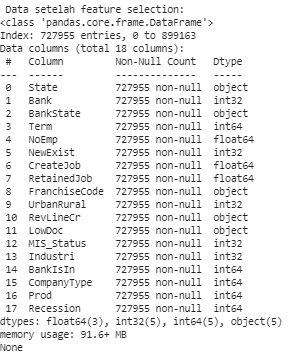 Data setelah feature selection:
<class 'pandas.core.frame.DataFrame'>
Index: 727955 entries, 0 to 899163
Data columns (total 18 columns):
 #   Column        Non-Null Count   Dtype
---  ------        --------------   -----
 0   State         727955 non-null  object
 1   Bank          727955 non-null  int32
 2   BankState     727955 non-null  object
 3   Term          727955 non-null  int64
 4   NoEmp         727955 non-null  float64
 5   NewExist      727955 non-null  int32
 6   CreateJob     727955 non-null  float64
 7   RetainedJob   727955 non-null  float64
 8   FranchiseCode 727955 non-null  object
 9   UrbanRural    727955 non-null  int32
 10  RevLineCr     727955 non-null  object
 11  LowDoc        727955 non-null  object
 12  MIS_Status    727955 non-null  int32
 13  Industri      727955 non-null  int32
 14  BankIsIn      727955 non-null  int64
 15  CompanyType   727955 non-null  int64
 16  Prod          727955 non-null  int64
 17  Recession     727955 non-null  int64
dtypes: float64(3), int32(5), int64(5), object(5)
memory usage: 91.6+ MB
None